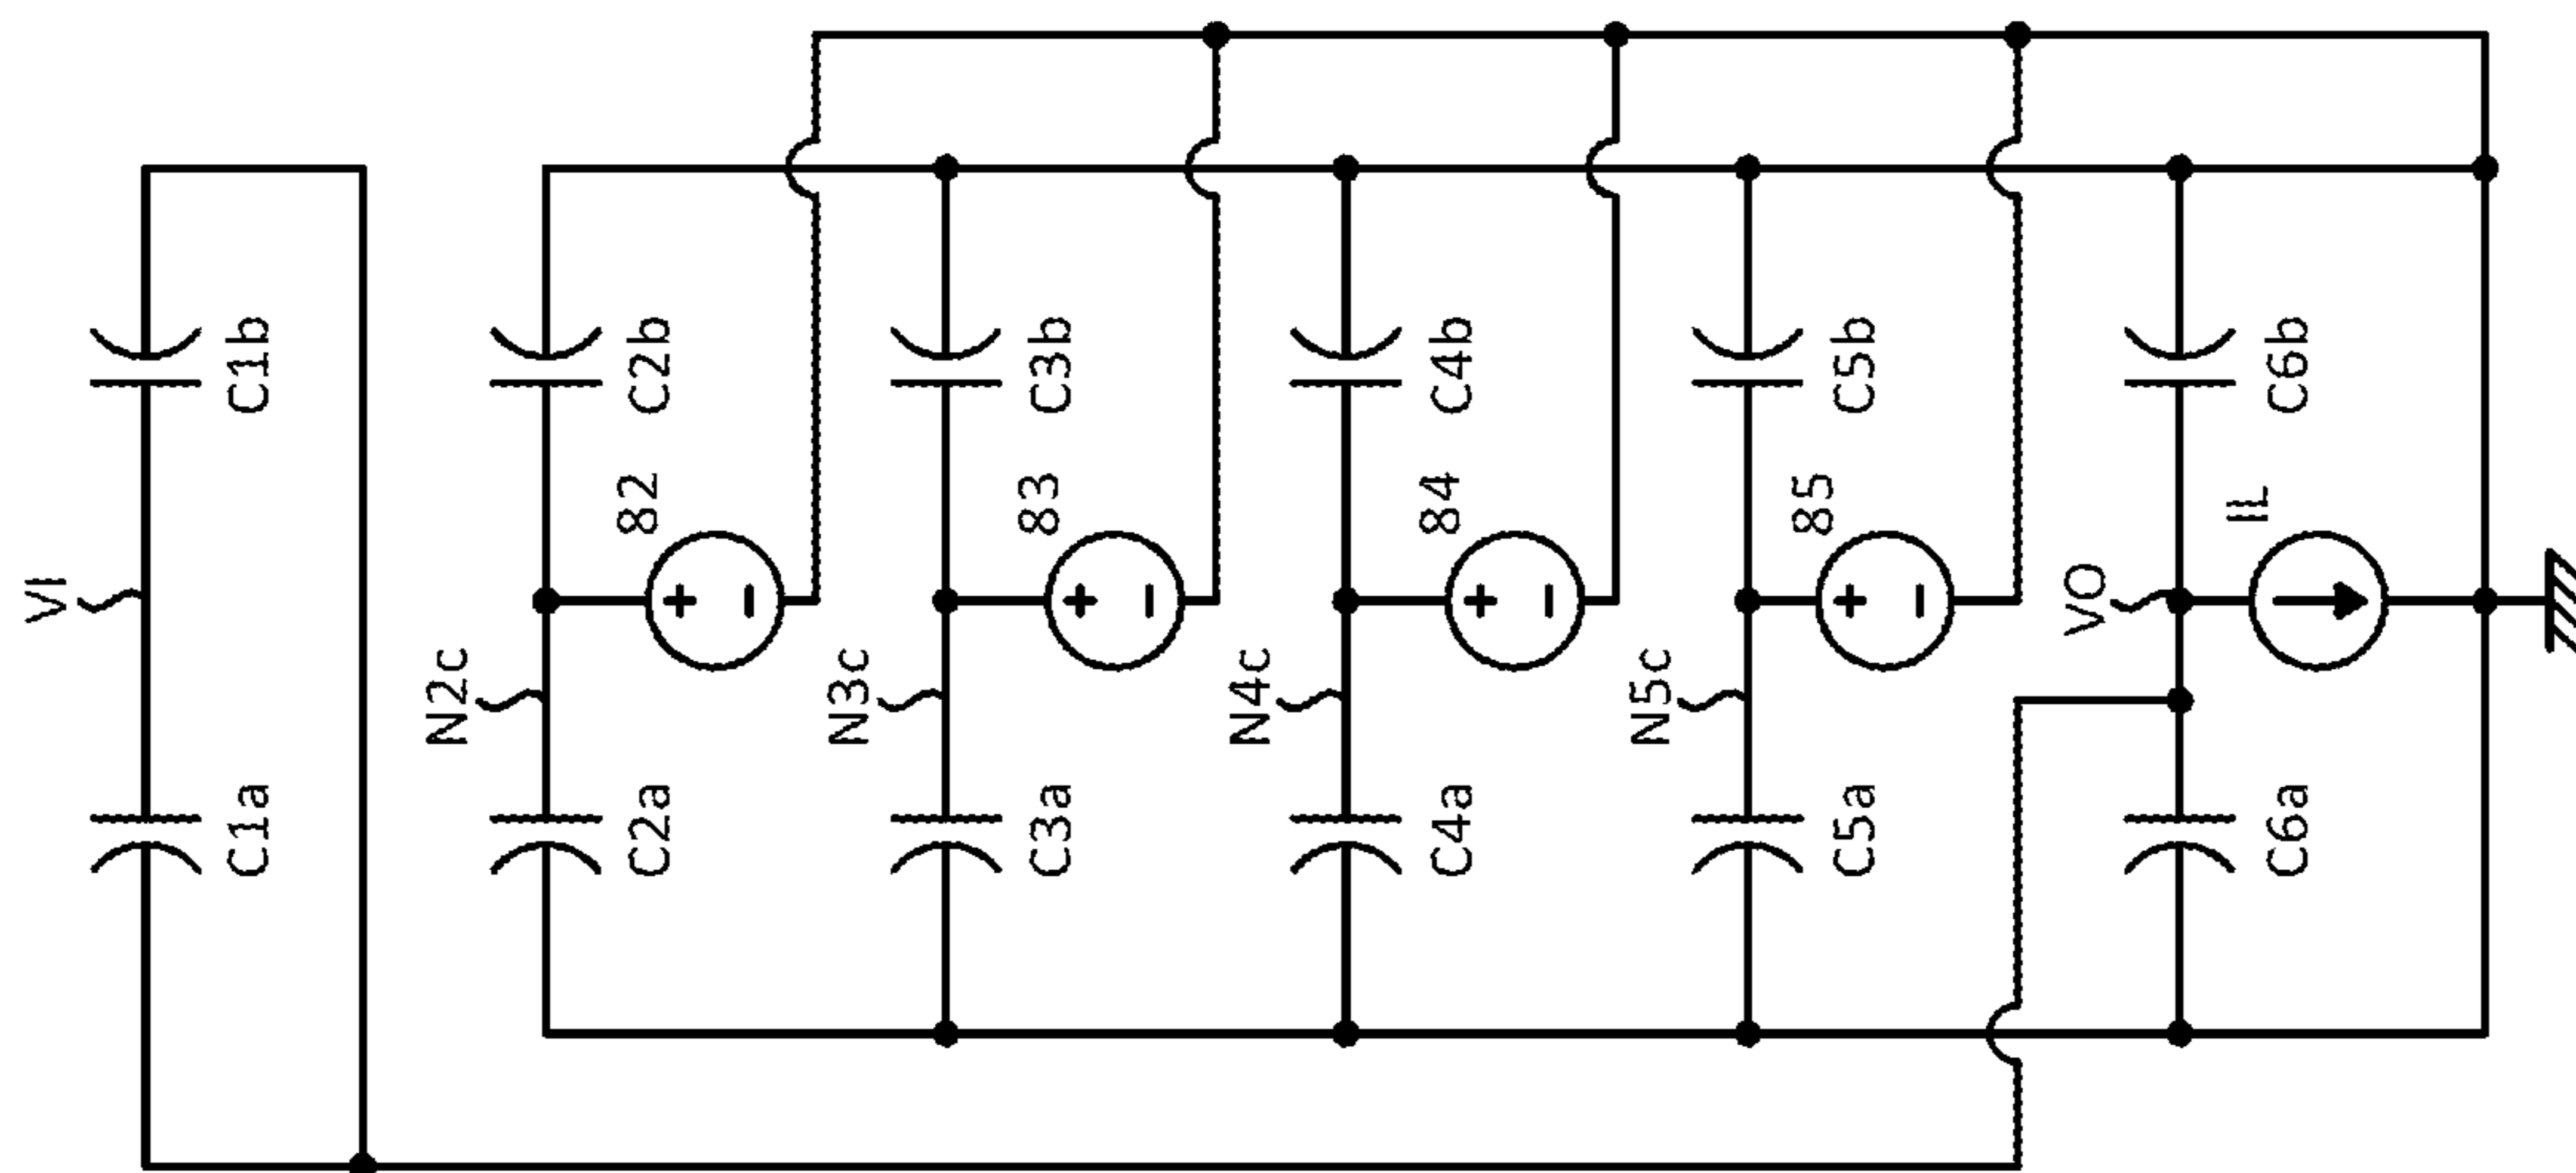 VI
C1b
C1a
N2c
C2b
82
C2a
N3c
C3b
83
C3a
N4c
C4b
84
C4a
N5c
C5b
85
C5a
VO
C6b
IL
C6a
+ -
+ -
+ -
+ -